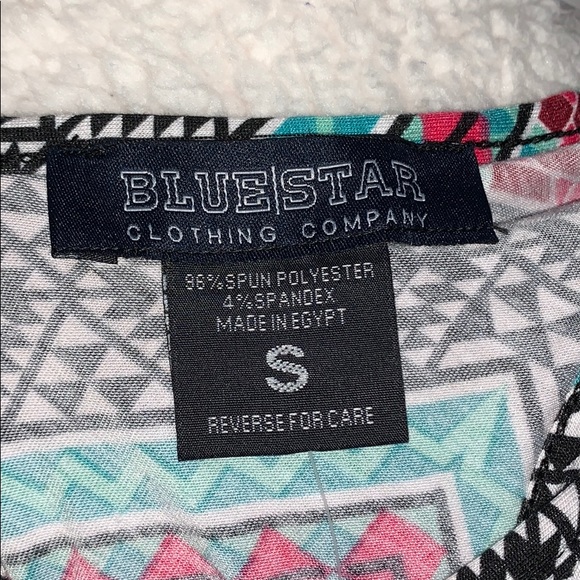 BLUE|STAR
CLOTHING COMPANY
96%SPUN POLYESTER
4%SPANDEX
MADE IN EGYPT
S
REVERSE FOR CARE